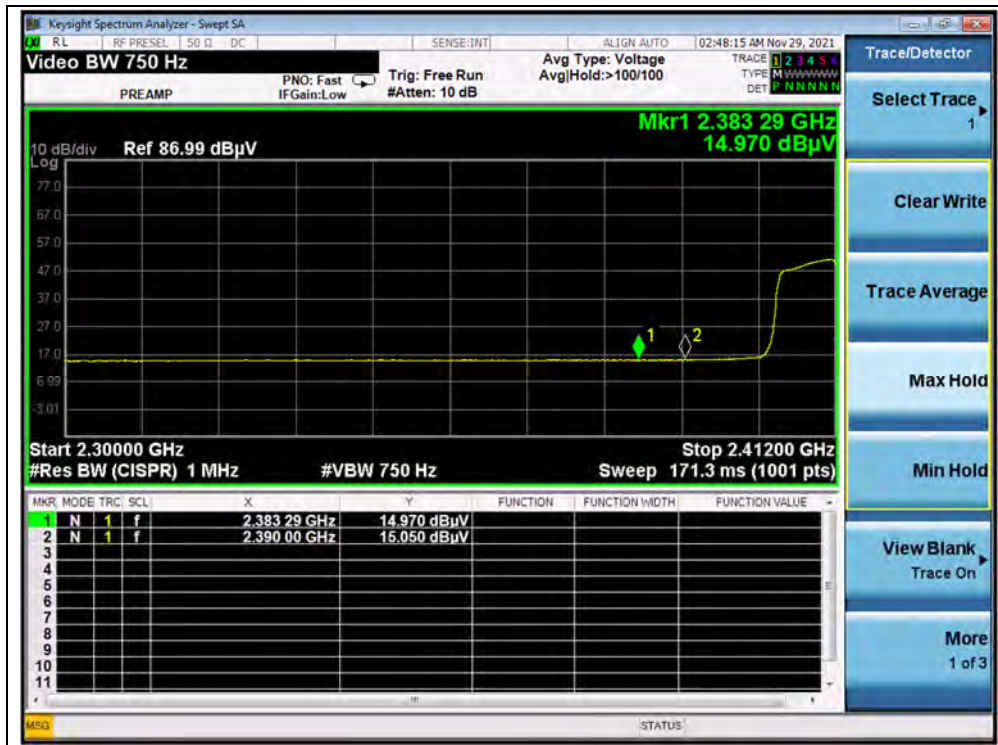 Keysight Spectrum Analyzer - Swept SA
LXI RL RF PRESEL 50 Ω DC SENSE:INT ALIGN AUTO 02:48:15 AM Nov 29, 2021
Video BW 750 Hz
PREAMP
PNO: Fast
IFGain:Low
Trig: Free Run
#Atten: 10 dB
Avg Type: Voltage
Avg|Hold:>100/100
TRACE 1 2 3 4 5 6
TYPE M WWWWW
DET P N N N N N
Mkr1 2.383 29 GHz
14.970 dBµV
10 dB/div Ref 86.99 dBµV
Log
77.0
67.0
57.0
47.0
37.0
27.0
17.0
6.99
-3.01
1
2
Start 2.30000 GHz Stop 2.41200 GHz
#Res BW (CISPR) 1 MHz #VBW 750 Hz Sweep 171.3 ms (1001 pts)
MKR MODE TRC SCL X Y FUNCTION FUNCTION WIDTH FUNCTION VALUE
1 N 1 f 2.383 29 GHz 14.970 dBµV
2 N 1 f 2.390 00 GHz 15.050 dBµV
3
4
5
6
7
8
9
10
11
MSG STATUS
Trace/Detector
Select Trace
1
Clear Write
Trace Average
Max Hold
Min Hold
View Blank
Trace On
More
1 of 3